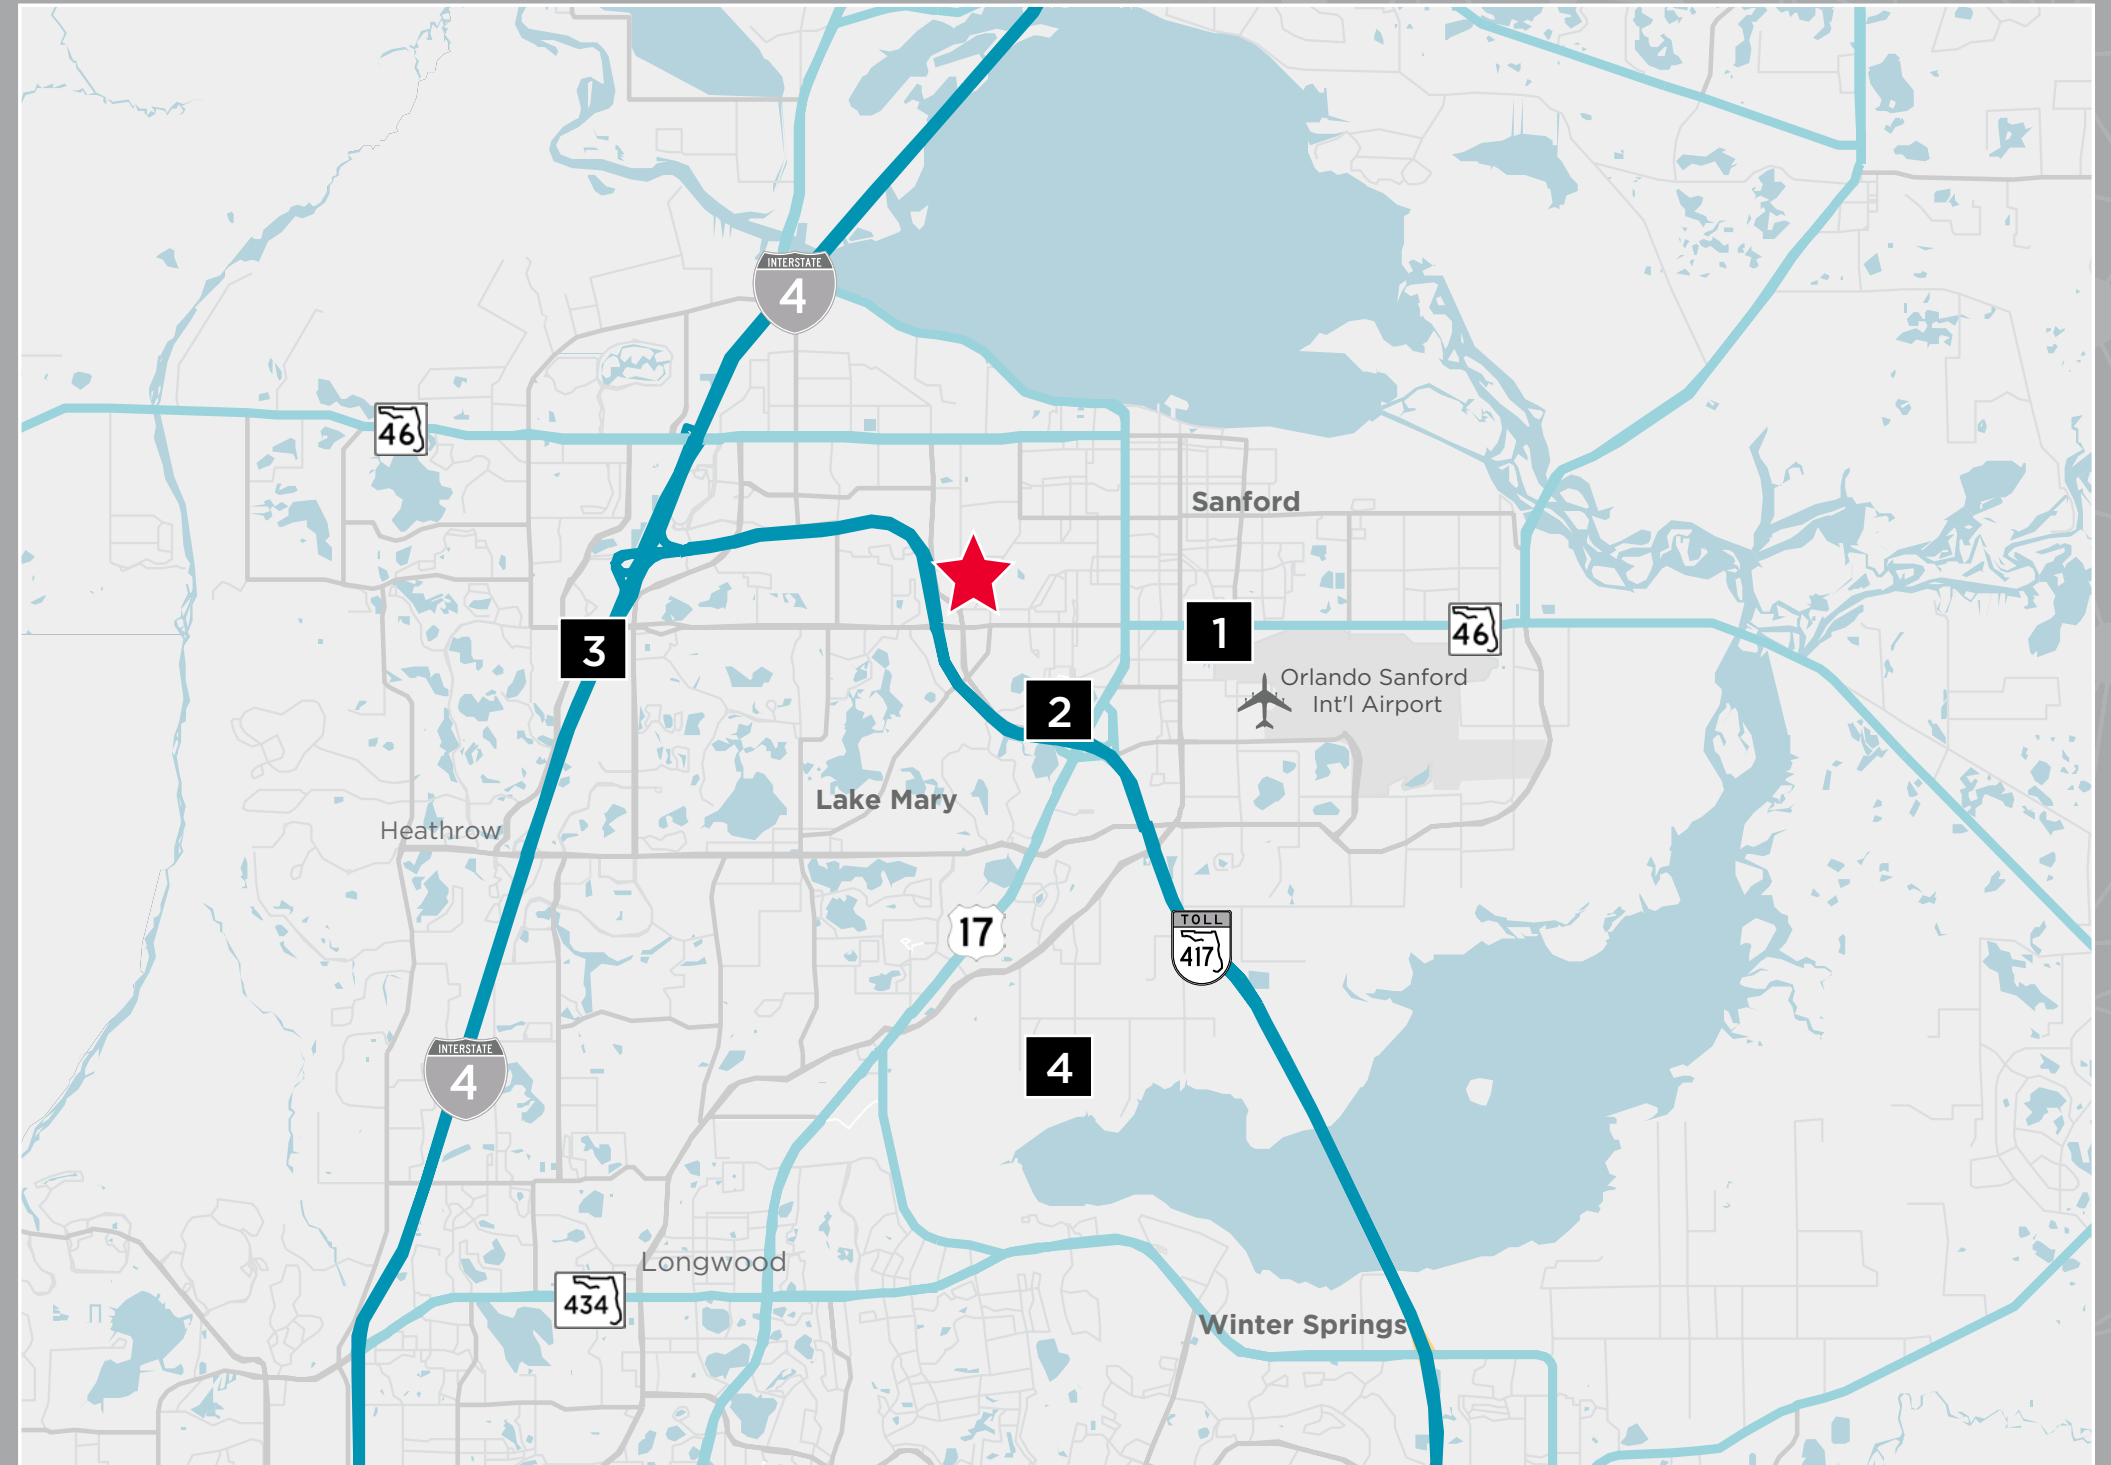 INTERSTATE
4
46
Sanford
1
46
3
Orlando Sanford
Int'l Airport
2
Lake Mary
Heathrow
17
TOLL
417
INTERSTATE
4
4
Longwood
434
Winter Springs